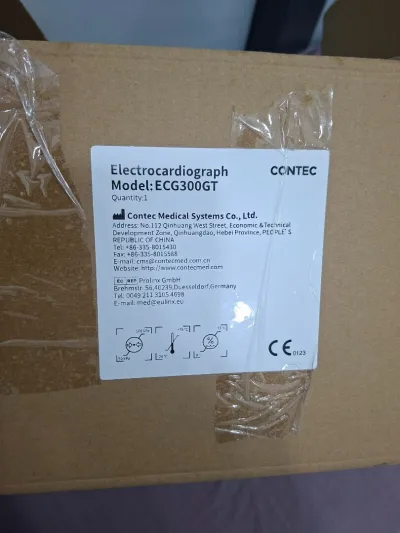 Electrocardiograph
CONTEC
Model:ECG300GT
Quantity:1
Contec Medical Systems Co., Ltd.
Address: No.112 Qinhuang West Street, Economic & Technical
Development Zone, Qinhuangdao, Hebei Province, PEOPLE'S
REPUBLIC OF CHINA
Tel: +86-335-8015430
Fax: +86-335-8015588
E-mail: cms@contecmed.com.cn
Website: http://www.contecmed.com
EC REP Prolinx GmbH
Brehmstr. 56,40239,Duesseldorf,Germany
Tel: 0049 211 3105 4698
E-mail: med@eulinx.eu
%
CE 0123